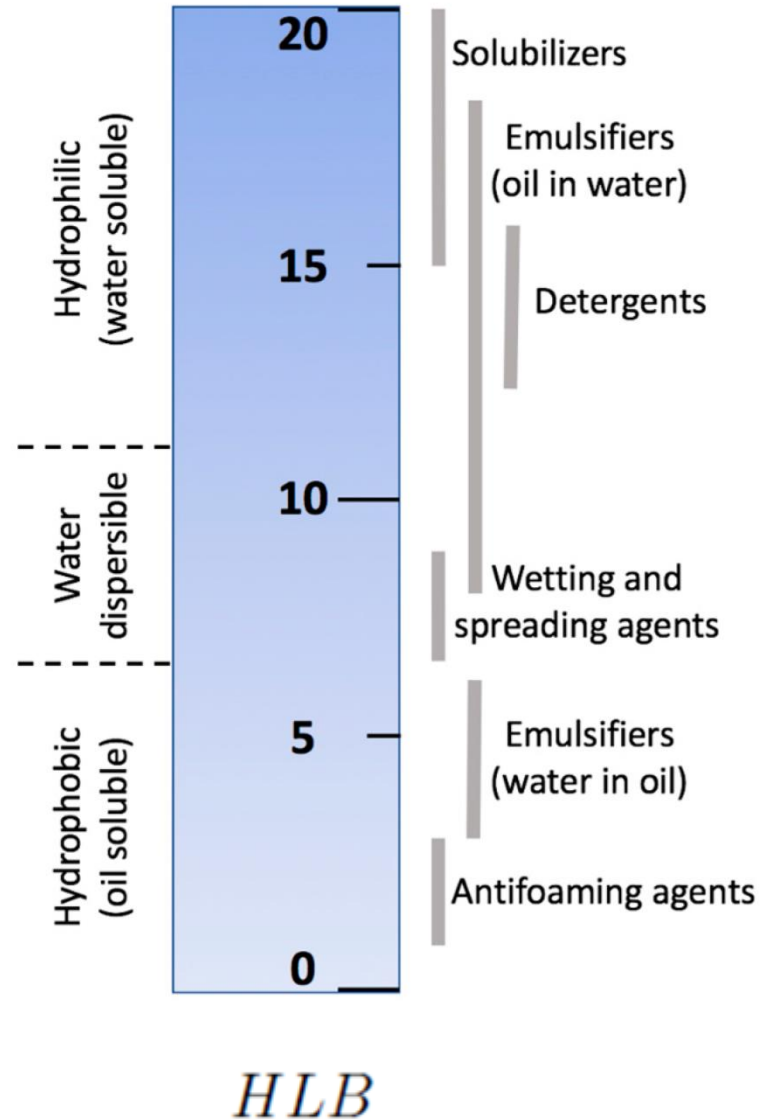 Hydrophilic
(water soluble)
Water
dispersible
Hydrophobic
(oil soluble)
20
15
10
5
0
Solubilizers
Emulsifiers
(oil in water)
Detergents
Wetting and
spreading agents
Emulsifiers
(water in oil)
Antifoaming agents
HLB